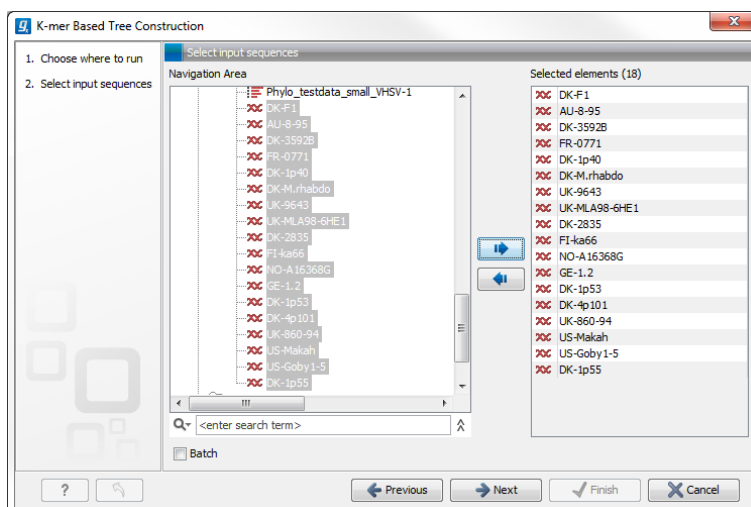 K-mer Based Tree Construction
1. Choose where to run
2. Select input sequences
Select input sequences
Navigation Area
Phylo_testdata_small_VHSV-1
DK-F1
AU-8-95
DK-3592B
FR-0771
DK-1p40
DK-M.rhabdo
UK-9643
UK-MLA98-6HE1
DK-2835
FI-ka66
NO-A16368G
GE-1.2
DK-1p53
DK-4p101
UK-860-94
US-Makah
US-Goby1-5
DK-1p55
<enter search term>
Batch
Selected elements (18)
DK-F1
AU-8-95
DK-3592B
FR-0771
DK-1p40
DK-M.rhabdo
UK-9643
UK-MLA98-6HE1
DK-2835
FI-ka66
NO-A16368G
GE-1.2
DK-1p53
DK-4p101
UK-860-94
US-Makah
US-Goby1-5
DK-1p55
?
Previous
Next
Finish
Cancel